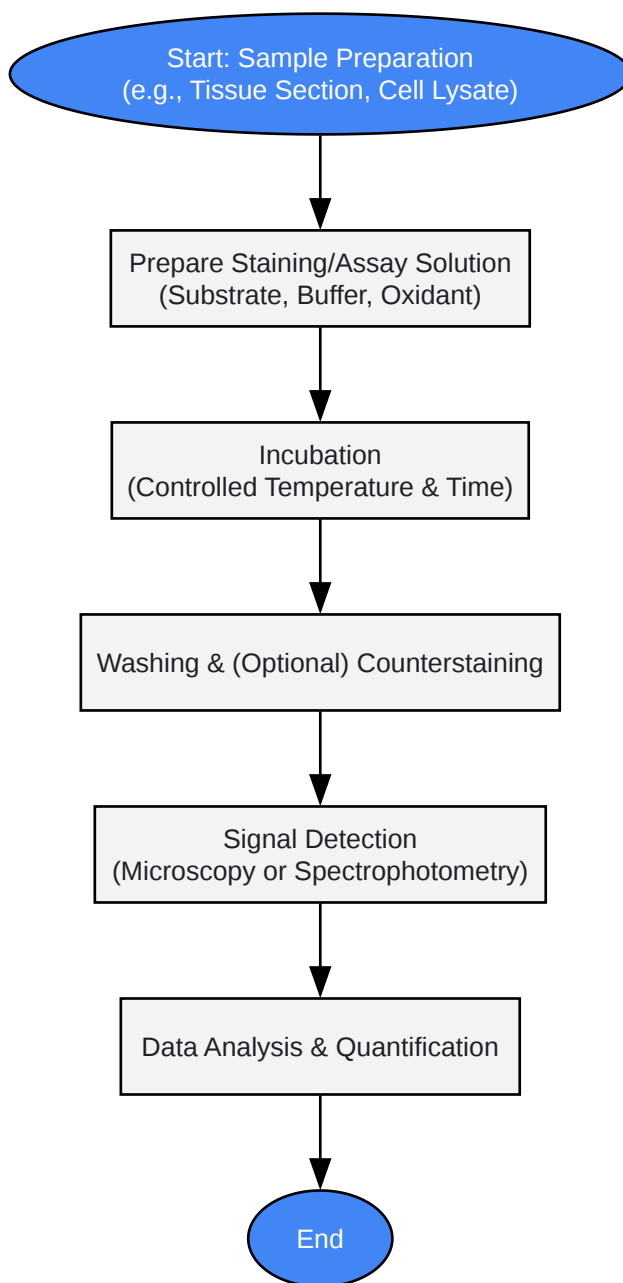 Start: Sample Preparation
(e.g., Tissue Section, Cell Lysate)
Prepare Staining/Assay Solution
(Substrate, Buffer, Oxidant)
Incubation
(Controlled Temperature & Time)
Washing & (Optional) Counterstaining
Signal Detection
(Microscopy or Spectrophotometry)
Data Analysis & Quantification
End